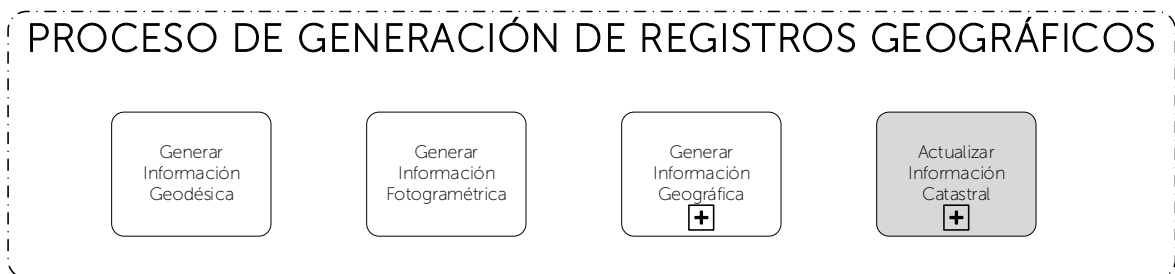 PROCESO DE GENERACIÓN DE REGISTROS GEOGRÁFICOS
Generar
Información
Geodésica
Generar
Información
Fotogramétrica
Generar
Información
Geográfica
Actualizar
Información
Catastral